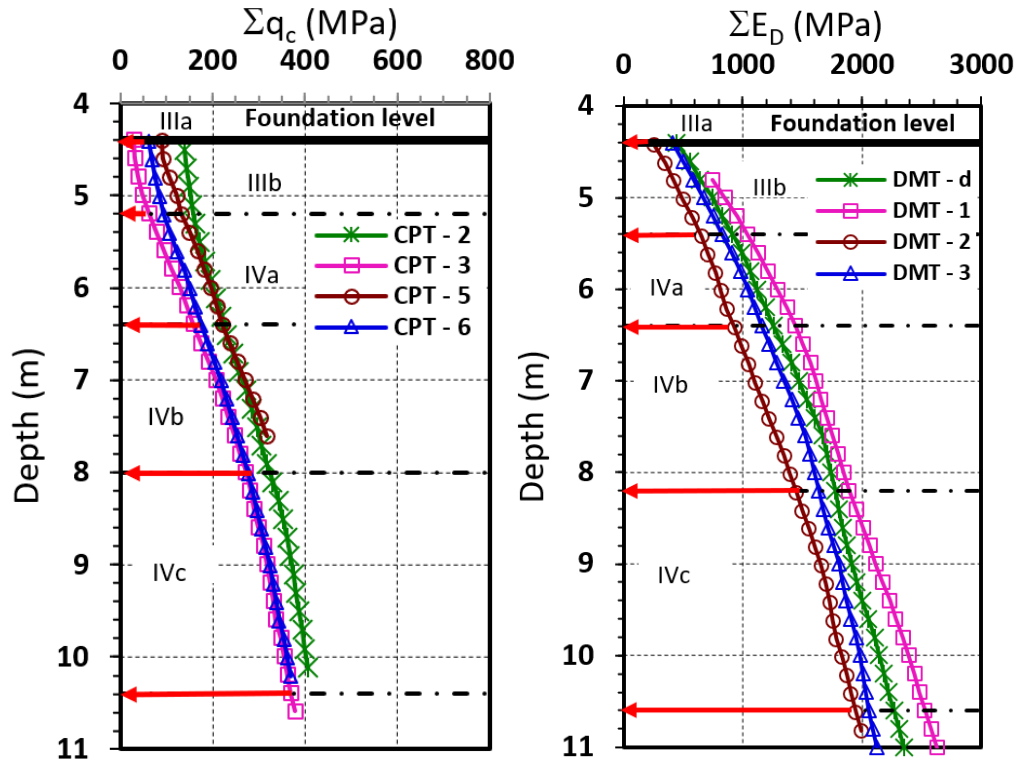 Σqc (MPa)
0 200 400 600 800
4
5
6
7
8
9
10
11
Depth (m)
IIIa
Foundation level
IIIb
IVa
IVb
IVc
CPT - 2
CPT - 3
CPT - 5
CPT - 6
ΣED (MPa)
0 1000 2000 3000
4
5
6
7
8
9
10
11
Depth (m)
IIIa
Foundation level
IIIb
IVa
IVb
IVc
DMT - d
DMT - 1
DMT - 2
DMT - 3